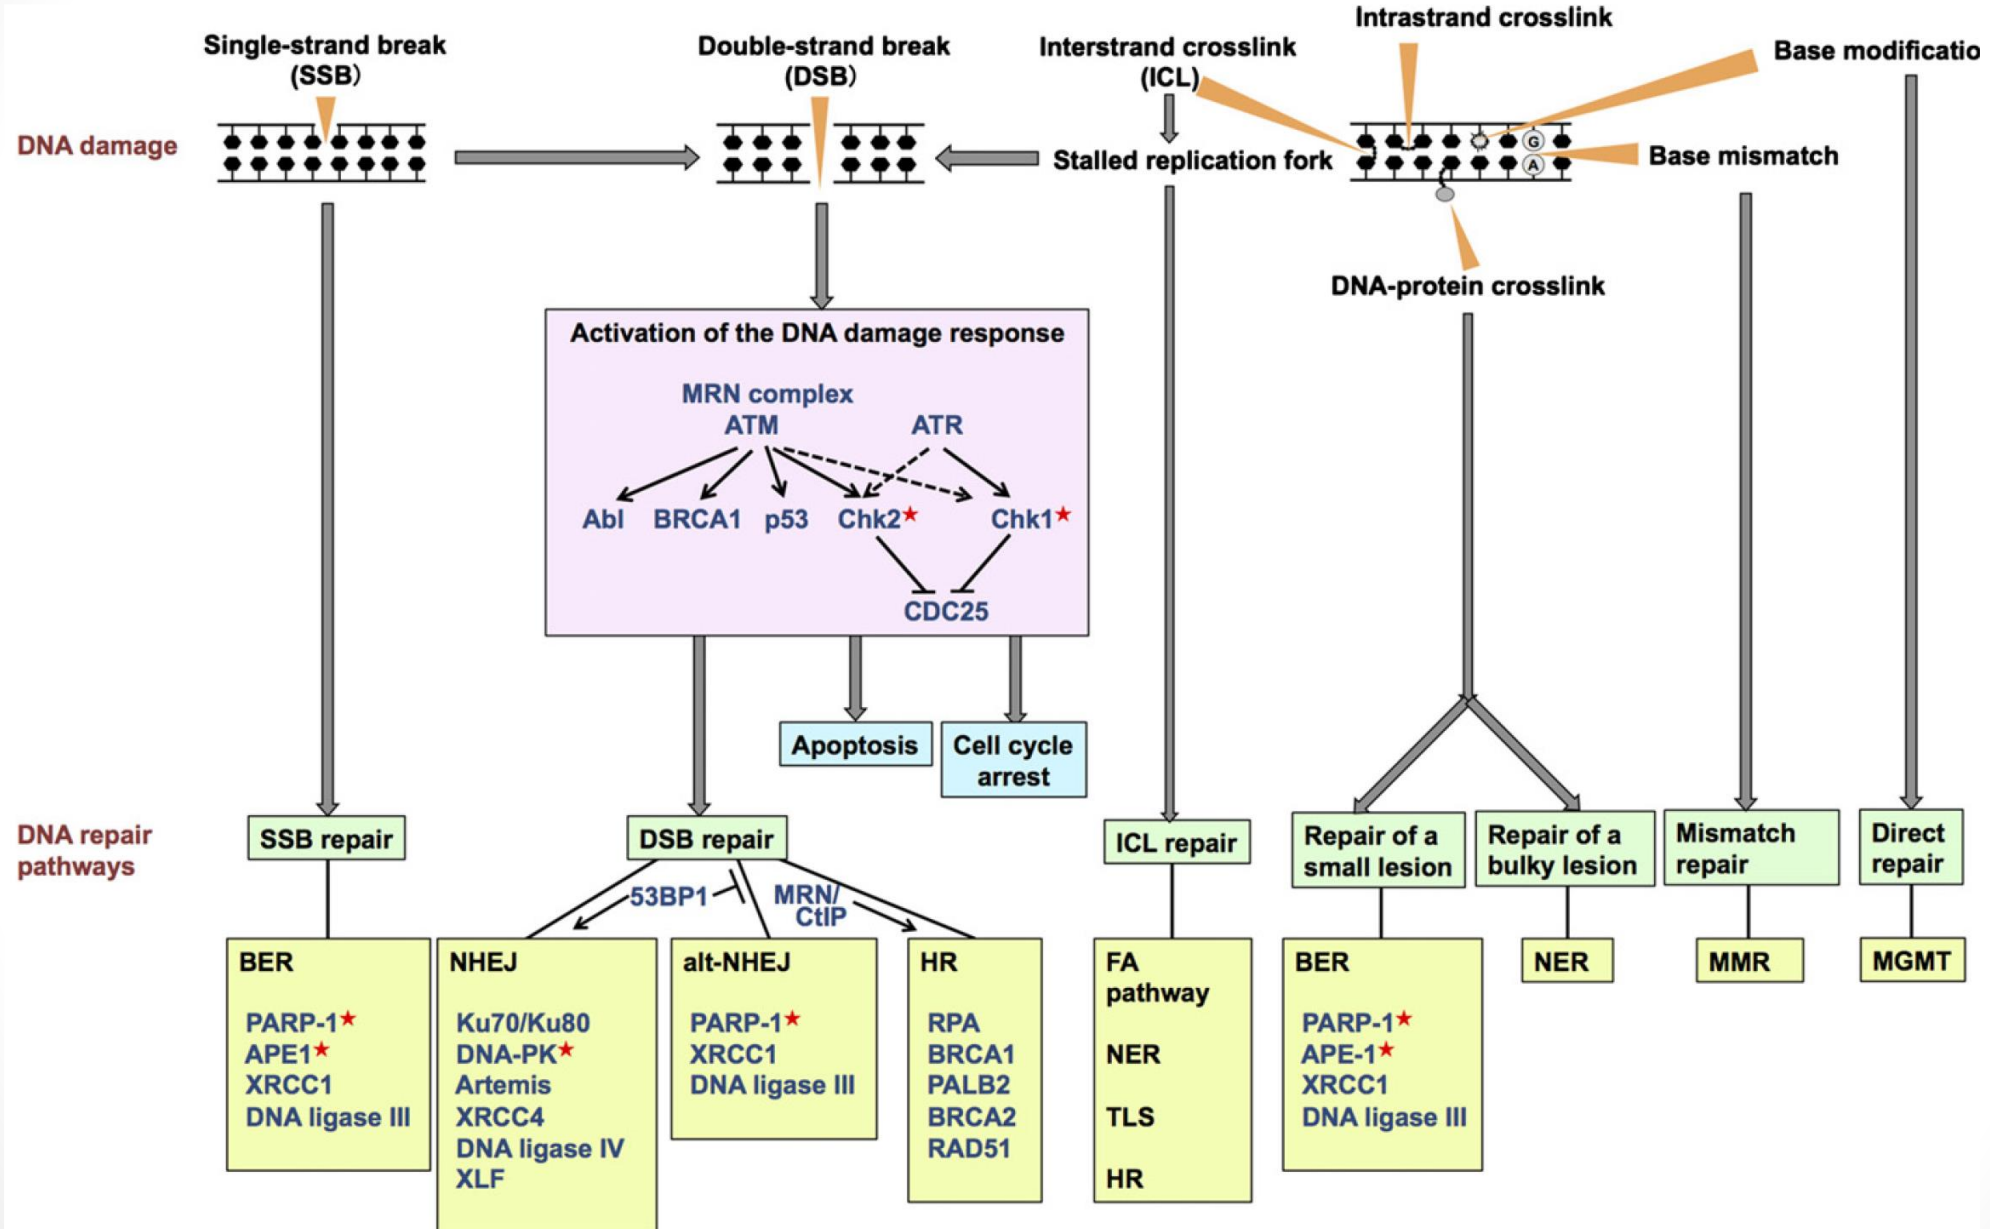 Intrastrand crosslink
Single-strand break
(SSB)
Double-strand break
(DSB)
Interstrand crosslink
(ICL)
Base modificatio
DNA damage
Stalled replication fork
G
A
Base mismatch
DNA-protein crosslink
Activation of the DNA damage response
MRN complex
ATM
ATR
Abl
BRCA1
p53
Chk2★
Chk1★
CDC25
Apoptosis
Cell cycle
arrest
DNA repair
pathways
SSB repair
DSB repair
ICL repair
Repair of a
small lesion
Repair of a
bulky lesion
Mismatch
repair
Direct
repair
53BP1
MRN/
CtIP
BER
PARP-1★
APE1★
XRCC1
DNA ligase III
NHEJ
Ku70/Ku80
DNA-PK★
Artemis
XRCC4
DNA ligase IV
XLF
alt-NHEJ
PARP-1★
XRCC1
DNA ligase III
HR
RPA
BRCA1
PALB2
BRCA2
RAD51
FA
pathway
NER
TLS
HR
BER
PARP-1★
APE-1★
XRCC1
DNA ligase III
NER
MMR
MGMT